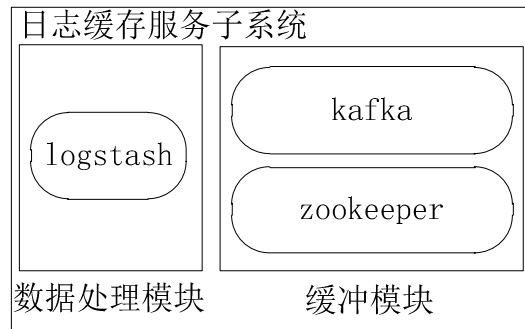 日志缓存服务子系统
logstash
kafka
zookeeper
数据处理模块
缓冲模块